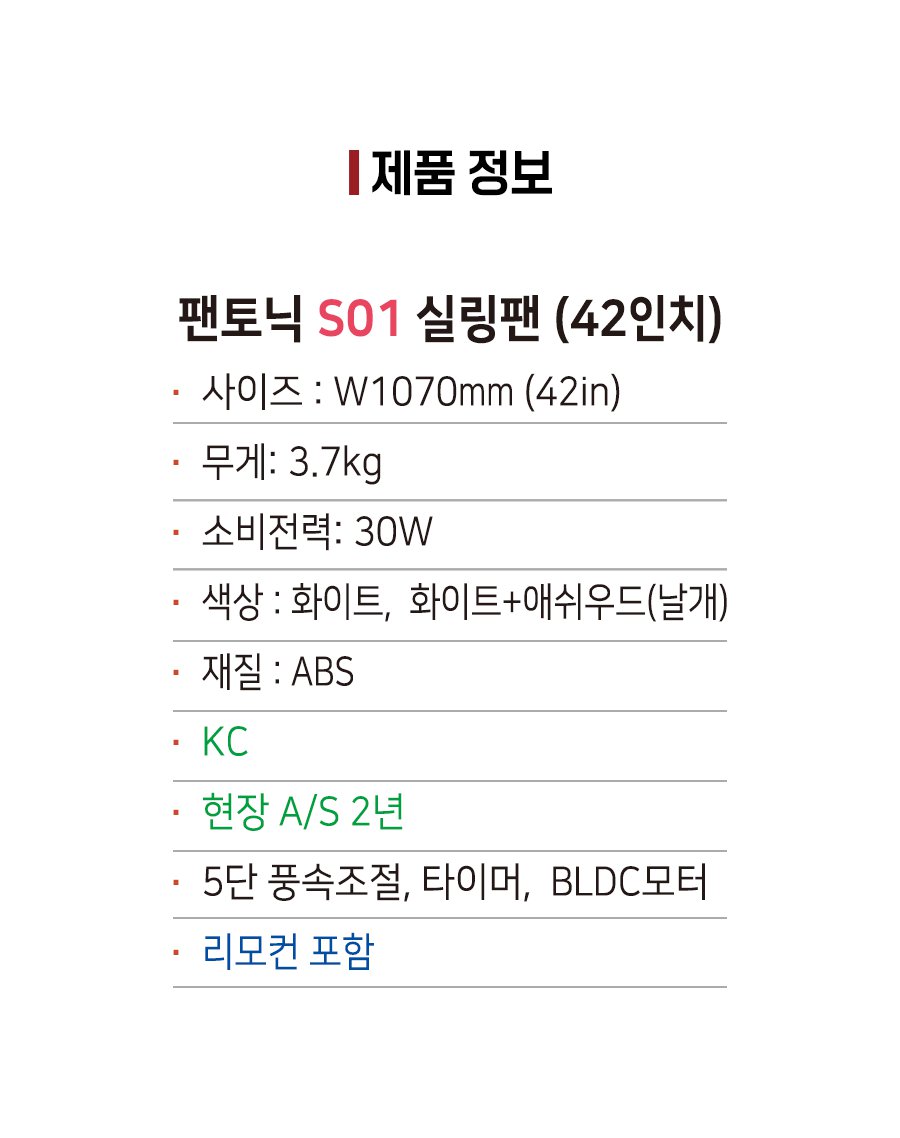 제품 정보
팬토닉 S01 실링팬 (42인치)
· 사이즈 : W1070mm (42in)
· 무게: 3.7kg
· 소비전력: 30W
· 색상 : 화이트, 화이트+애쉬우드(날개)
· 재질 : ABS
· KC
· 현장 A/S 2년
· 5단 풍속조절, 타이머, BLDC모터
· 리모컨 포함